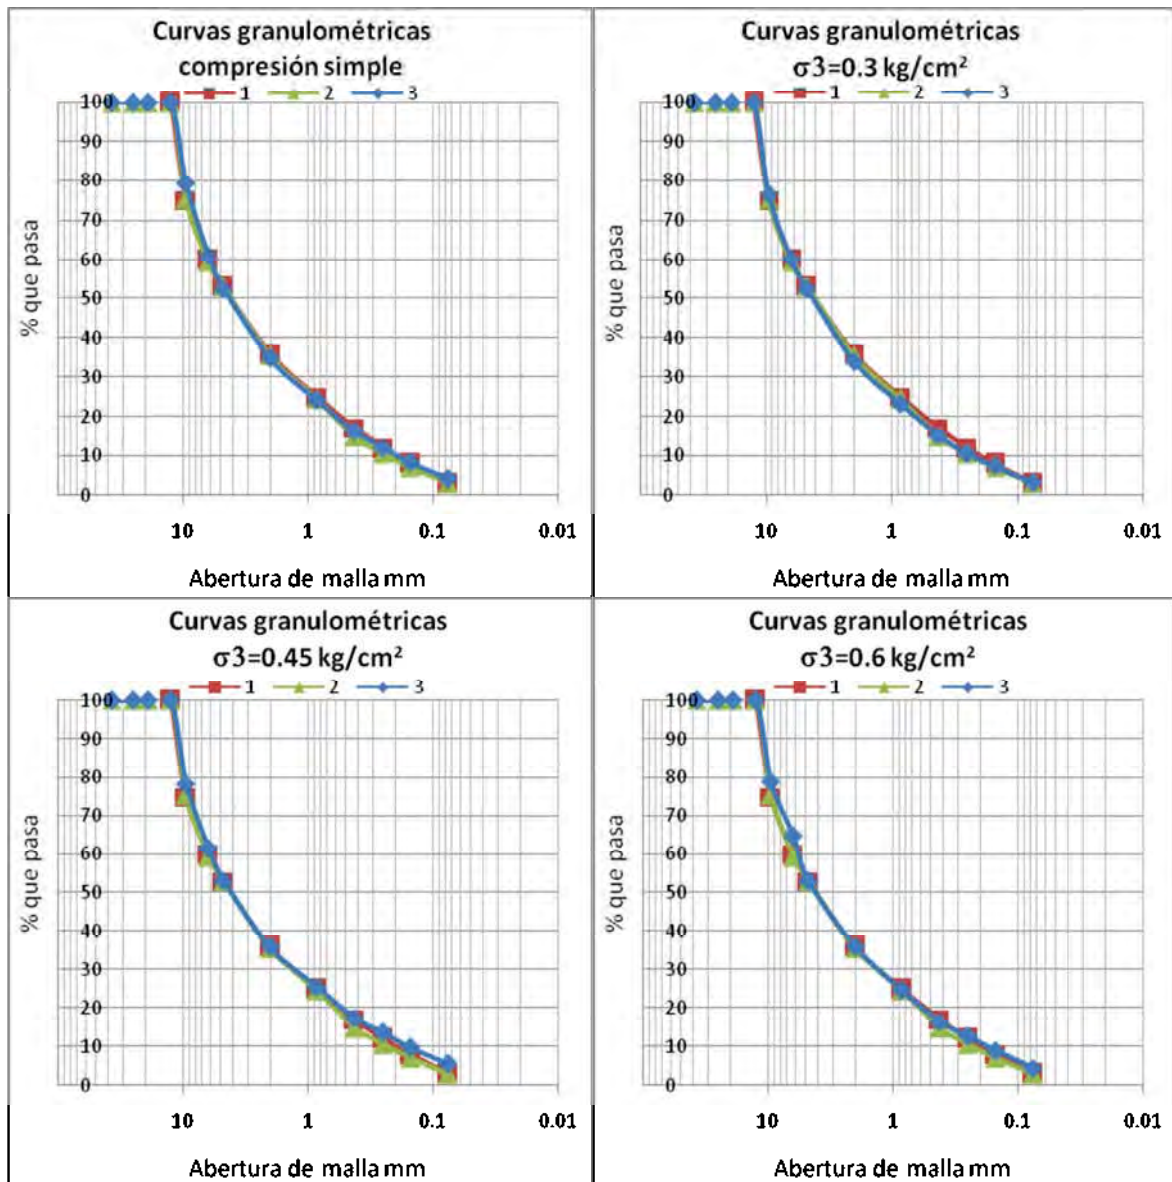 Curvas granulométricas
compresión simple
1 2 3
100
90
80
70
60
50
40
30
20
10
0
% que pasa
10 1 0.1 0.01
Abertura de malla mm
Curvas granulométricas
σ3=0.3 kg/cm²
1 2 3
100
90
80
70
60
50
40
30
20
10
0
% que pasa
10 1 0.1 0.01
Abertura de malla mm
Curvas granulométricas
σ3=0.45 kg/cm²
1 2 3
100
90
80
70
60
50
40
30
20
10
0
% que pasa
10 1 0.1 0.01
Abertura de malla mm
Curvas granulométricas
σ3=0.6 kg/cm²
1 2 3
100
90
80
70
60
50
40
30
20
10
0
% que pasa
10 1 0.1 0.01
Abertura de malla mm